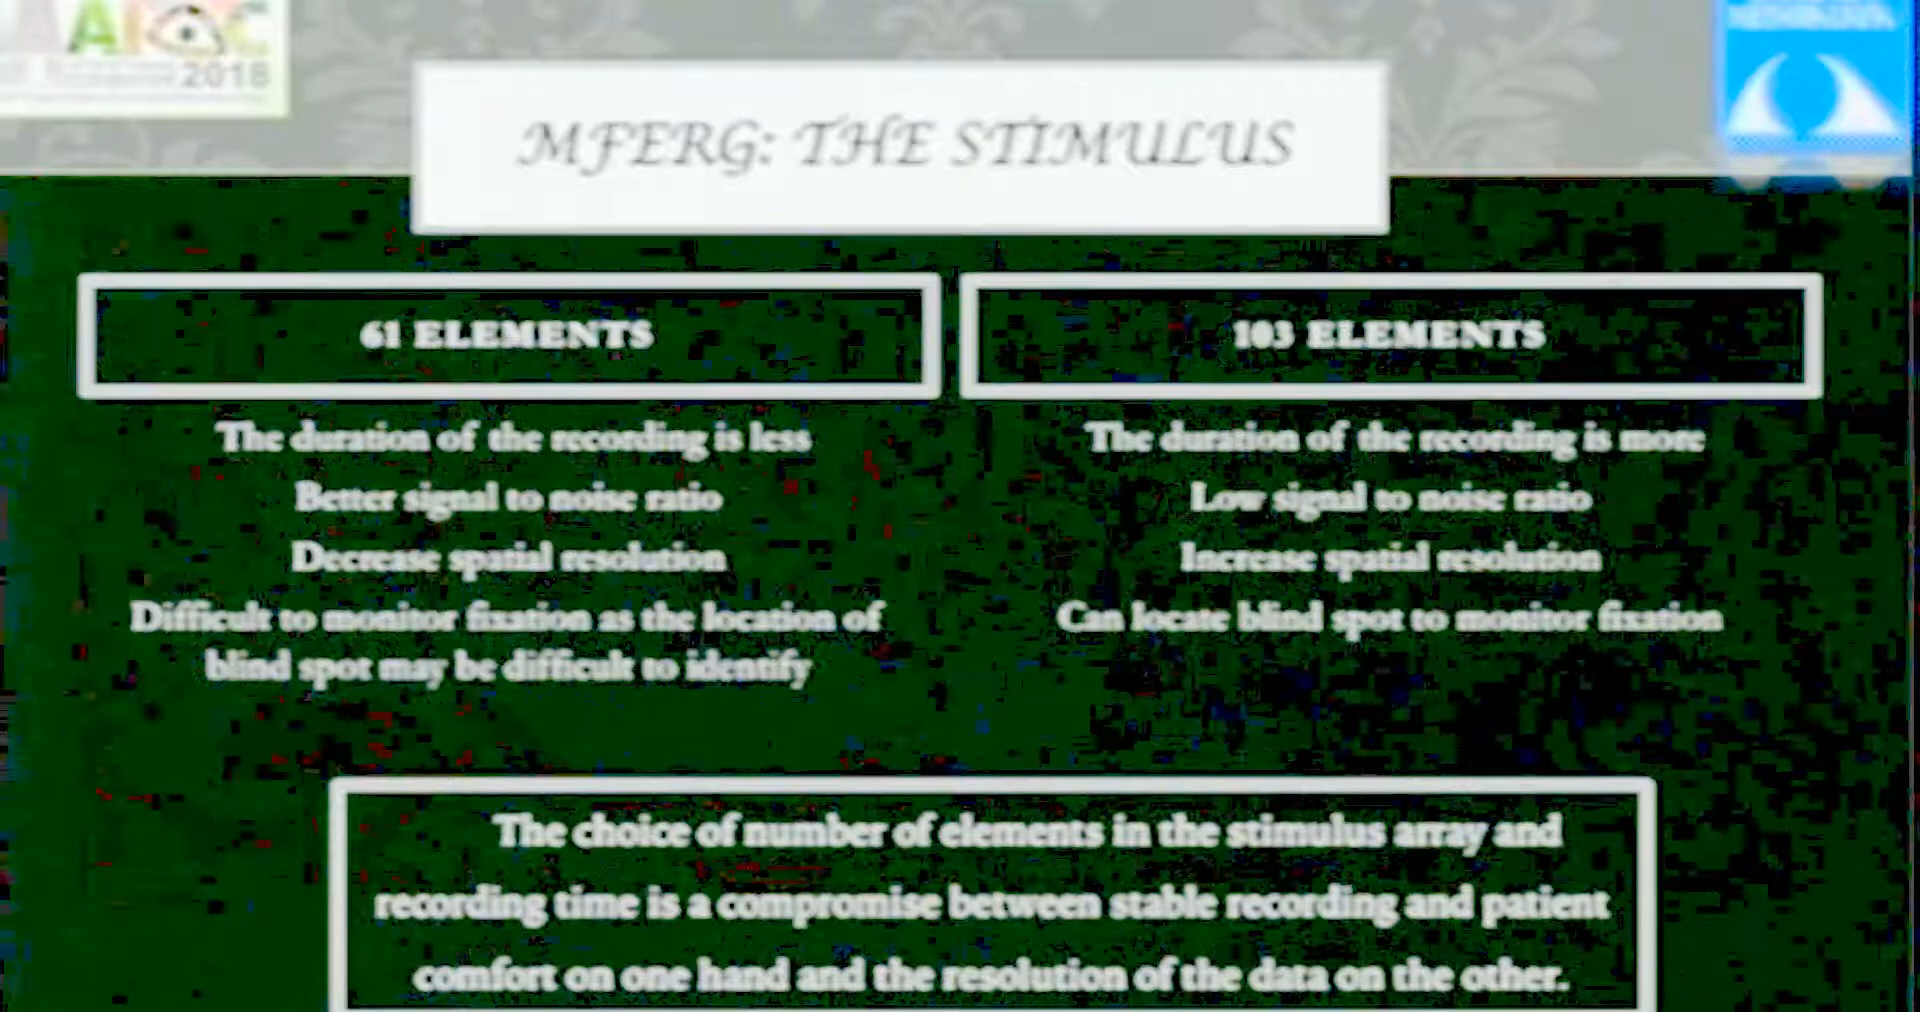 2018
MFERG: THE STIMULUS
61 ELEMENTS
The duration of the recording is less
Better signal to noise ratio
Decrease spatial resolution
Difficult to monitor fixation as the location of
blind spot may be difficult to identify
103 ELEMENTS
The duration of the recording is more
Low signal to noise ratio
Increase spatial resolution
Can locate blind spot to monitor fixation
The choice of number of elements in the stimulus array and
recording time is a compromise between stable recording and patient
comfort on one hand and the resolution of the data on the other.